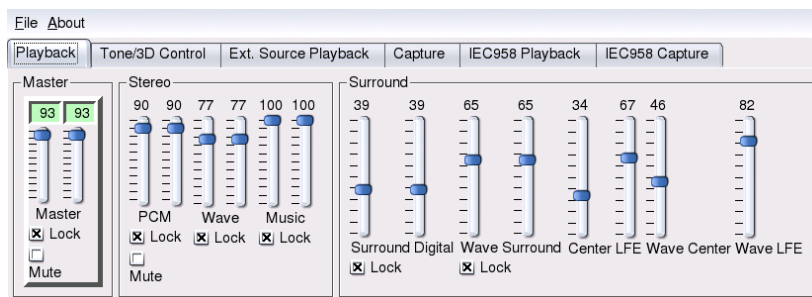 File About
Playback Tone/3D Control Ext. Source Playback Capture IEC958 Playback IEC958 Capture
Master
93 93
Master
Lock
Mute
Stereo
90 90 77 77 100 100
PCM Wave Music
Lock Lock Lock
Mute
Surround
39 39 65 65 34 67 46 82
Surround Digital Wave Surround Center LFE Wave Center Wave LFE
Lock Lock